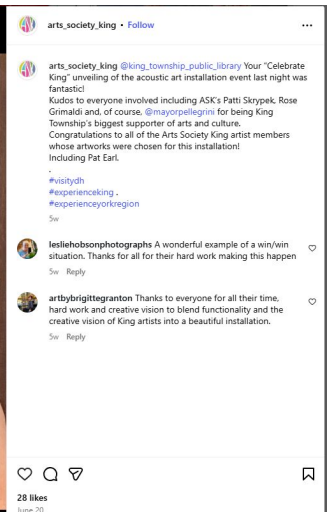 arts_society_king • Follow
arts_society_king @king_township_public_library Your "Celebrate
King" unveiling of the acoustic art installation event last night was
fantastic!
Kudos to everyone involved including ASK's Patti Skrypek, Rose
Grimaldi and, of course, @mayorpellegrini for being King
Township's biggest supporter of arts and culture.
Congratulations to all of the Arts Society King artist members
whose artworks were chosen for this installation!
Including Pat Earl.
.
#visitydh
#experienceking .
#experienceyorkregion
5w
lesliehobsonphotographs A wonderful example of a win/win
situation. Thanks for all for their hard work making this happen
5w Reply
artbybrigittegranton Thanks to everyone for all their time,
hard work and creative vision to blend functionality and the
creative vision of King artists into a beautiful installation.
5w Reply
28 likes
June 20